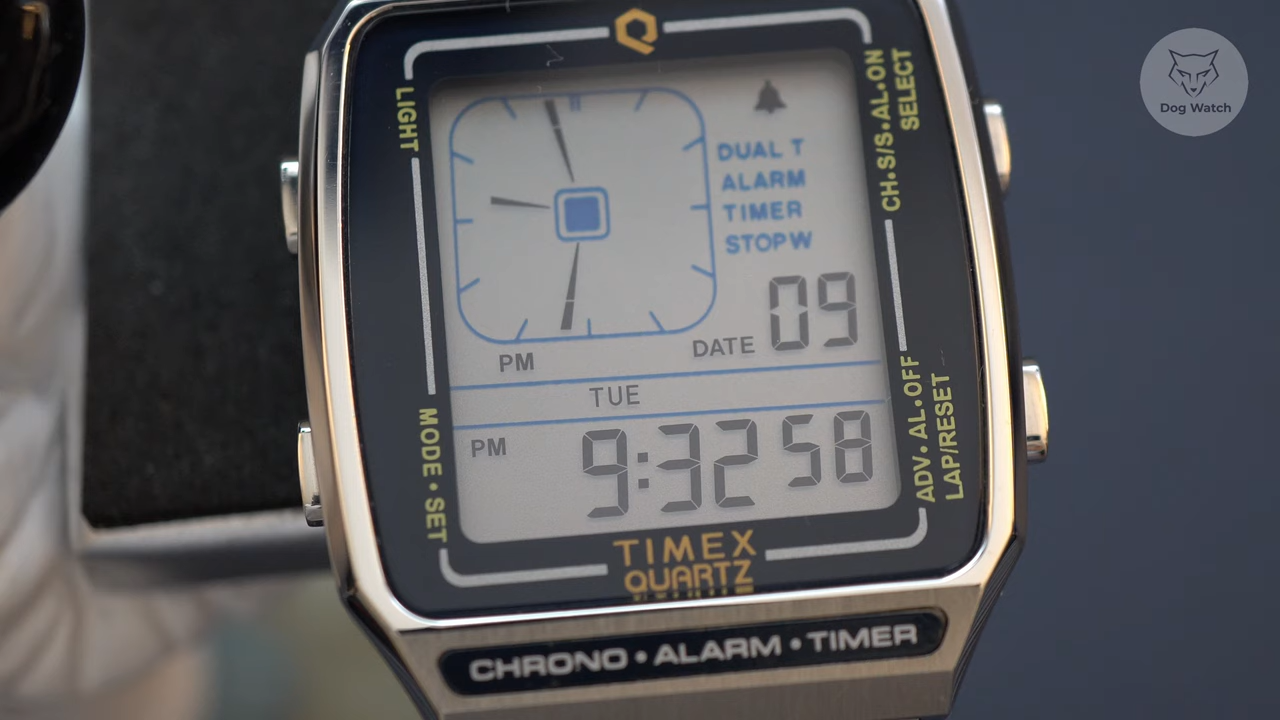 Q
LIGHT
CH.S/S.AL.ON
SELECT
Dog Watch
DUAL T
ALARM
TIMER
STOPW
DATE 09
PM
TUE
PM 9:32 58
MODE • SET
ADV. AL.OFF
LAP/RESET
TIMEX
QUARTZ
CHRONO • ALARM • TIMER